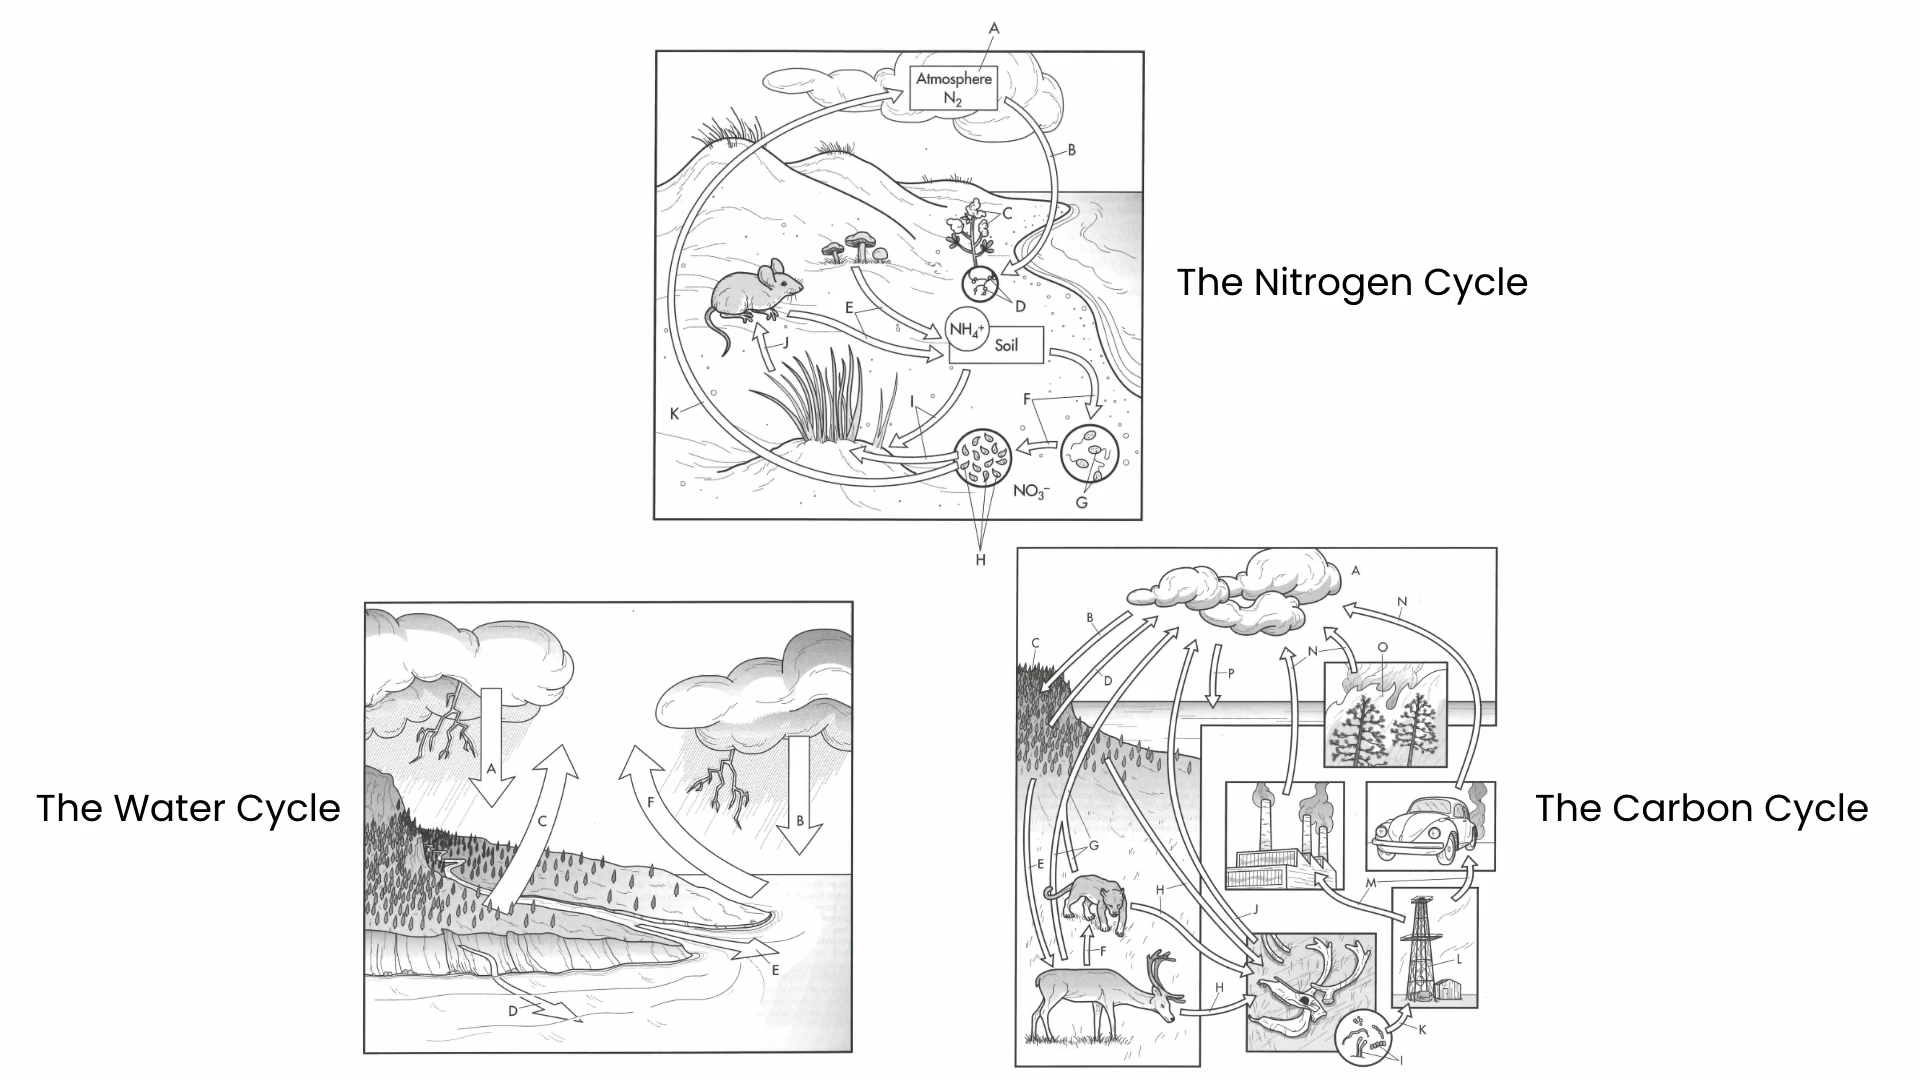 A
Atmosphere
N₂
B
C
The Nitrogen Cycle
D
E
NH₄⁺
Soil
J
F
I
K
NO₃⁻
G
H
The Water Cycle
A
B
C
F
E
D
The Carbon Cycle
A
N
B
C
O
N
P
D
G
E
M
H
J
F
L
H
K
I